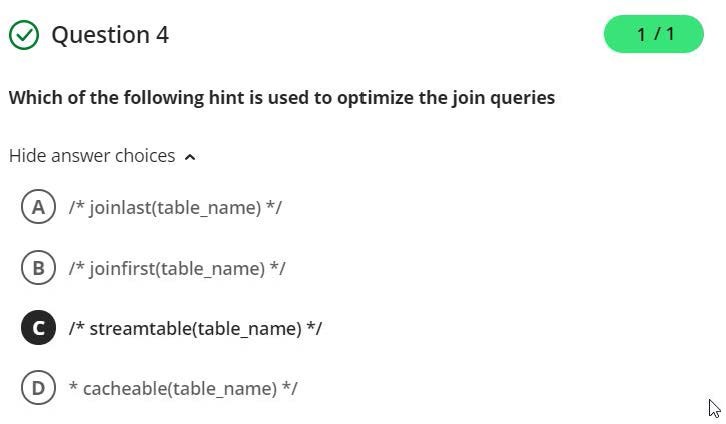 Question 4
1 / 1
Which of the following hint is used to optimize the join queries
Hide answer choices
A /* joinlast(table_name) */
B /* joinfirst(table_name) */
C /* streamtable(table_name) */
D * cacheable(table_name) */